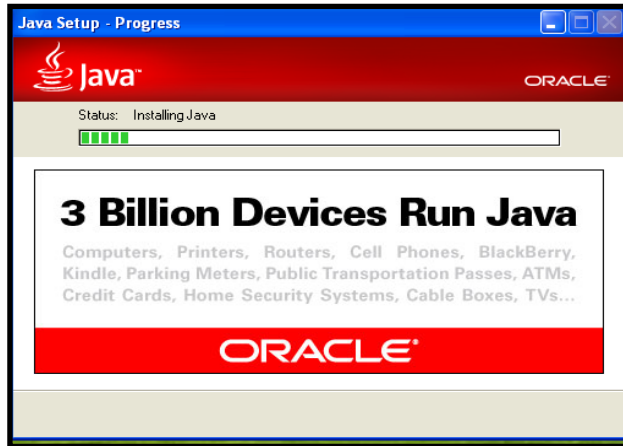 Java Setup - Progress
Java™
ORACLE®
Status: Installing Java
3 Billion Devices Run Java
Computers, Printers, Routers, Cell Phones, BlackBerry,
Kindle, Parking Meters, Public Transportation Passes, ATMs,
Credit Cards, Home Security Systems, Cable Boxes, TVs...
ORACLE®